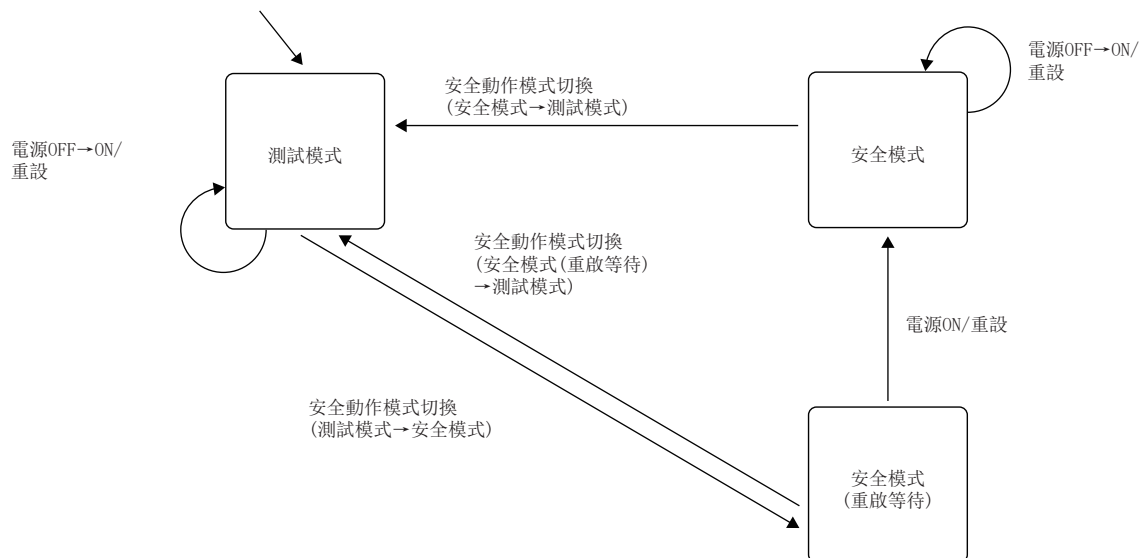 電源OFF→ON/
重設
安全動作模式切換
(安全模式→測試模式)
電源OFF→ON/
重設
測試模式
安全模式
安全動作模式切換
(安全模式(重啟等待)
→測試模式)
電源ON/重設
安全動作模式切換
(測試模式→安全模式)
安全模式
(重啟等待)